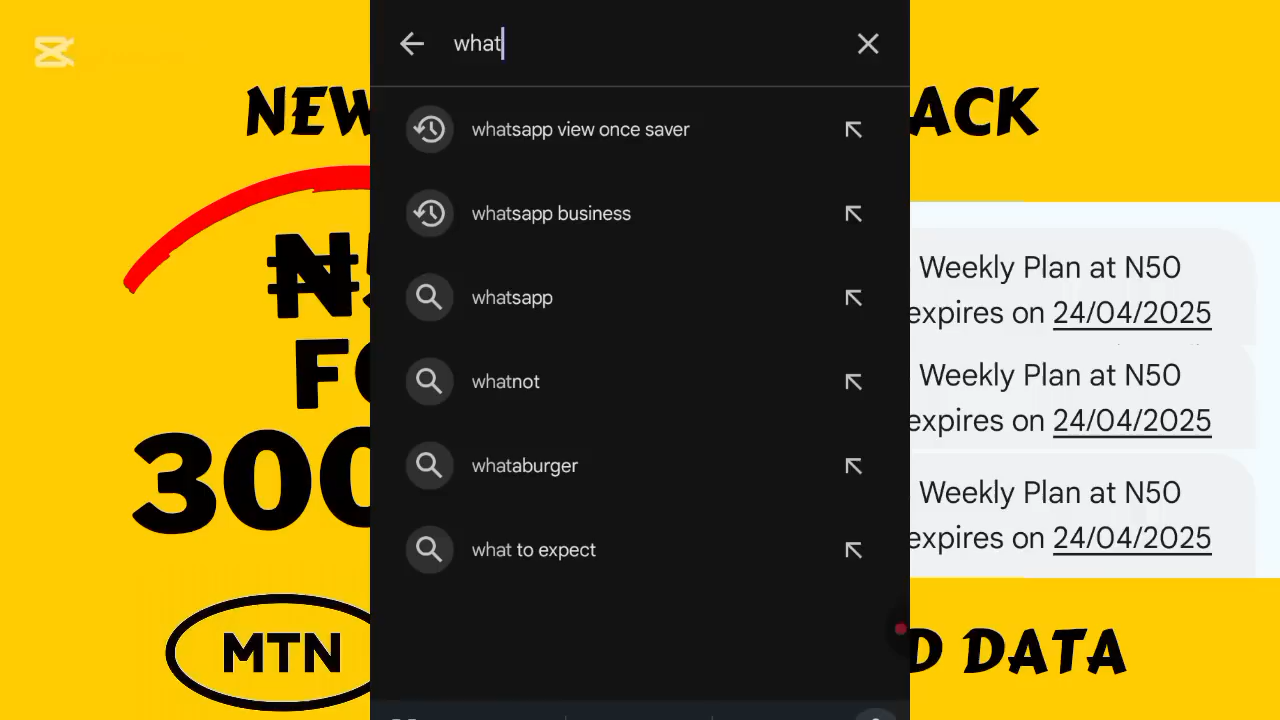 what
whatsapp view once saver
whatsapp business
whatsapp
whatnot
whataburger
what to expect
NEW
ACK
₦
300
MTN
D DATA
Weekly Plan at N50
expires on 24/04/2025
Weekly Plan at N50
expires on 24/04/2025
Weekly Plan at N50
expires on 24/04/2025